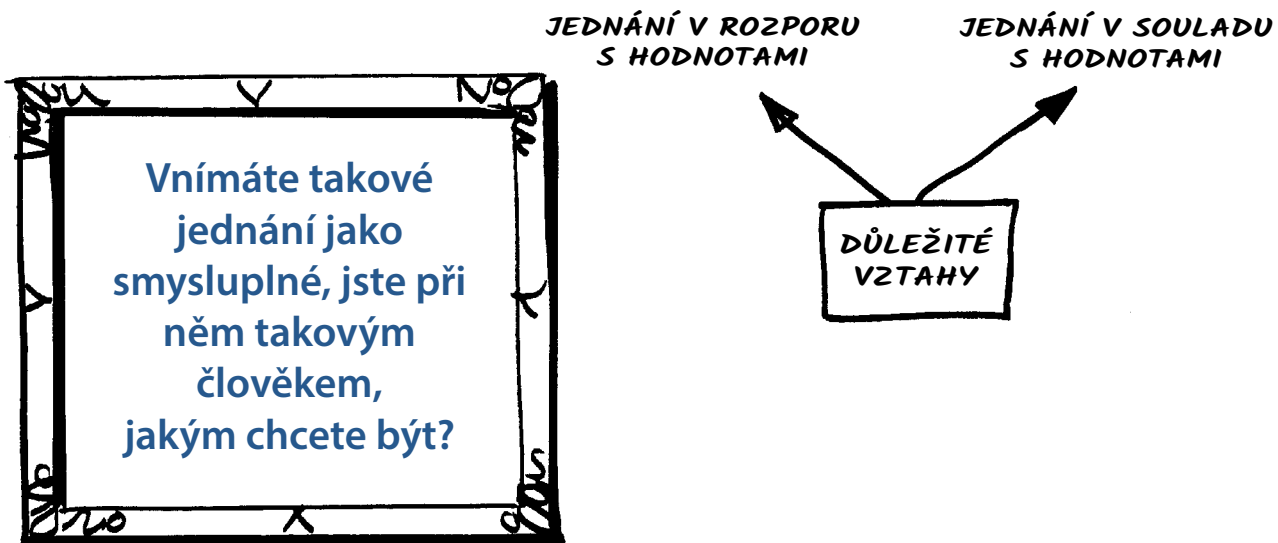 JEDNÁNÍ V ROZPORU
S HODNOTAMI
JEDNÁNÍ V SOULADU
S HODNOTAMI
Vnímáte takové
jednání jako
smysluplné, jste při
něm takovým
člověkem,
jakým chcete být?
DŮLEŽITÉ
VZTAHY